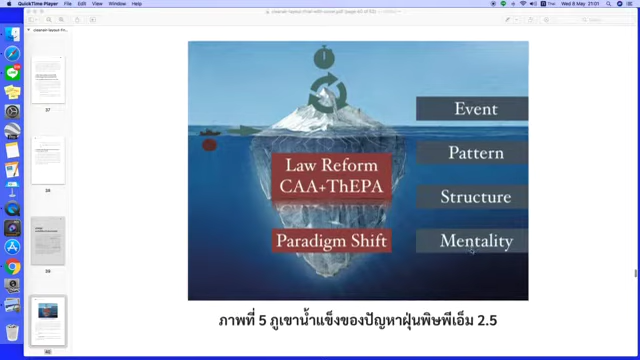 QuickTime Player File Edit View Window Help
Wed 8 May 21:01
Event
Pattern
Law Reform
CAA+ThEPA
Structure
Paradigm Shift
Mentality
ภาพที่ 5 ภูเขาน้ำแข็งของปัญหาฝุ่นพิษพีเอ็ม 2.5
37
38
39
40